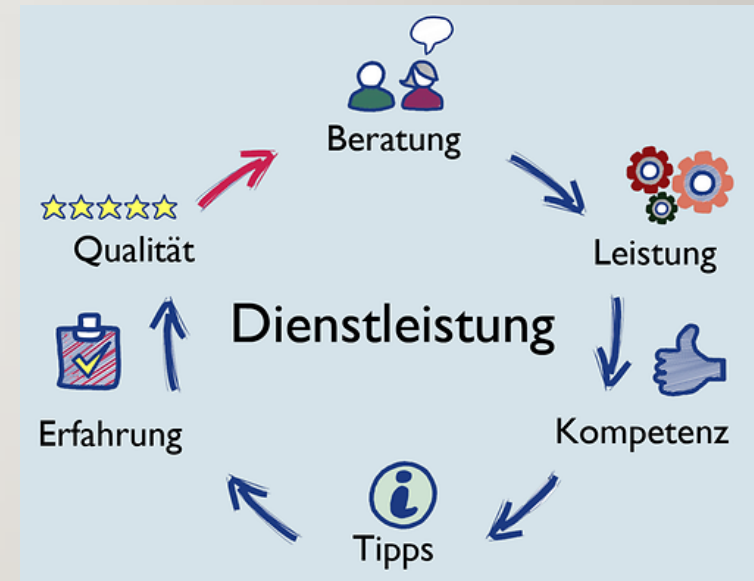 Beratung
Leistung
Kompetenz
Tipps
Erfahrung
Qualität
Dienstleistung